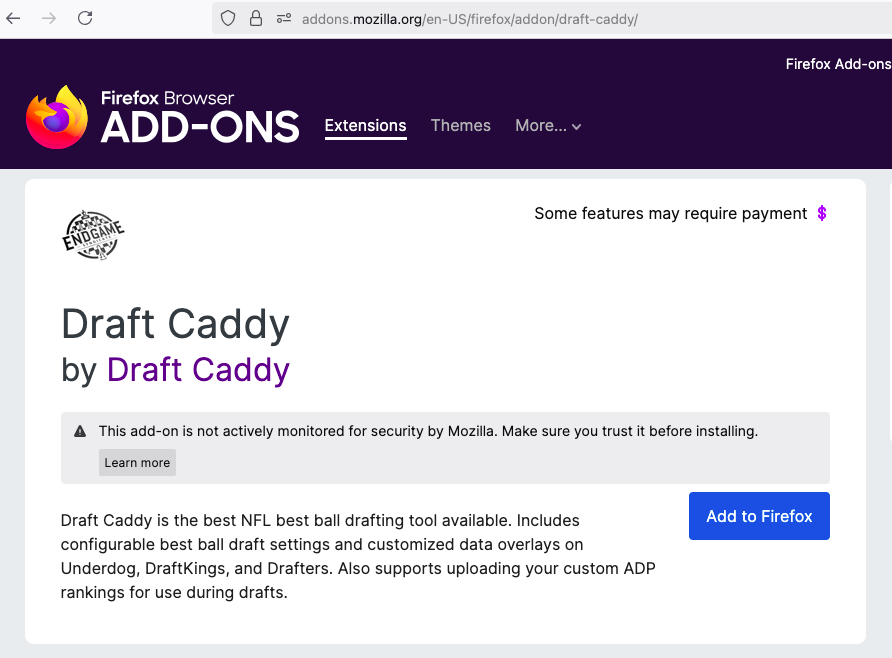 addons.mozilla.org/en-US/firefox/addon/draft-caddy/
Firefox Add-ons
Firefox Browser
ADD-ONS
Extensions
Themes
More...
Some features may require payment $
ENDGAME
Draft Caddy
by Draft Caddy
This add-on is not actively monitored for security by Mozilla. Make sure you trust it before installing.
Learn more
Draft Caddy is the best NFL best ball drafting tool available. Includes
configurable best ball draft settings and customized data overlays on
Underdog, DraftKings, and Drafters. Also supports uploading your custom ADP
rankings for use during drafts.
Add to Firefox